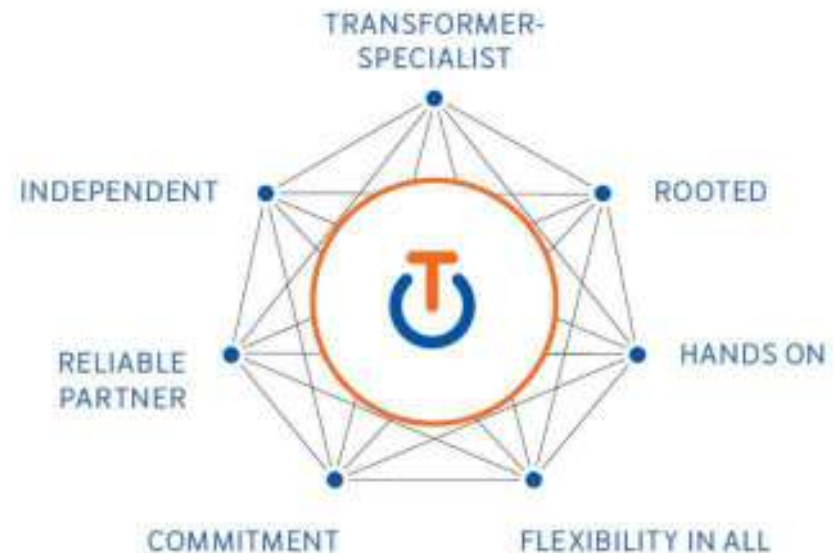 TRANSFORMER-
SPECIALIST
INDEPENDENT
ROOTED
RELIABLE
PARTNER
HANDS ON
COMMITMENT
FLEXIBILITY IN ALL